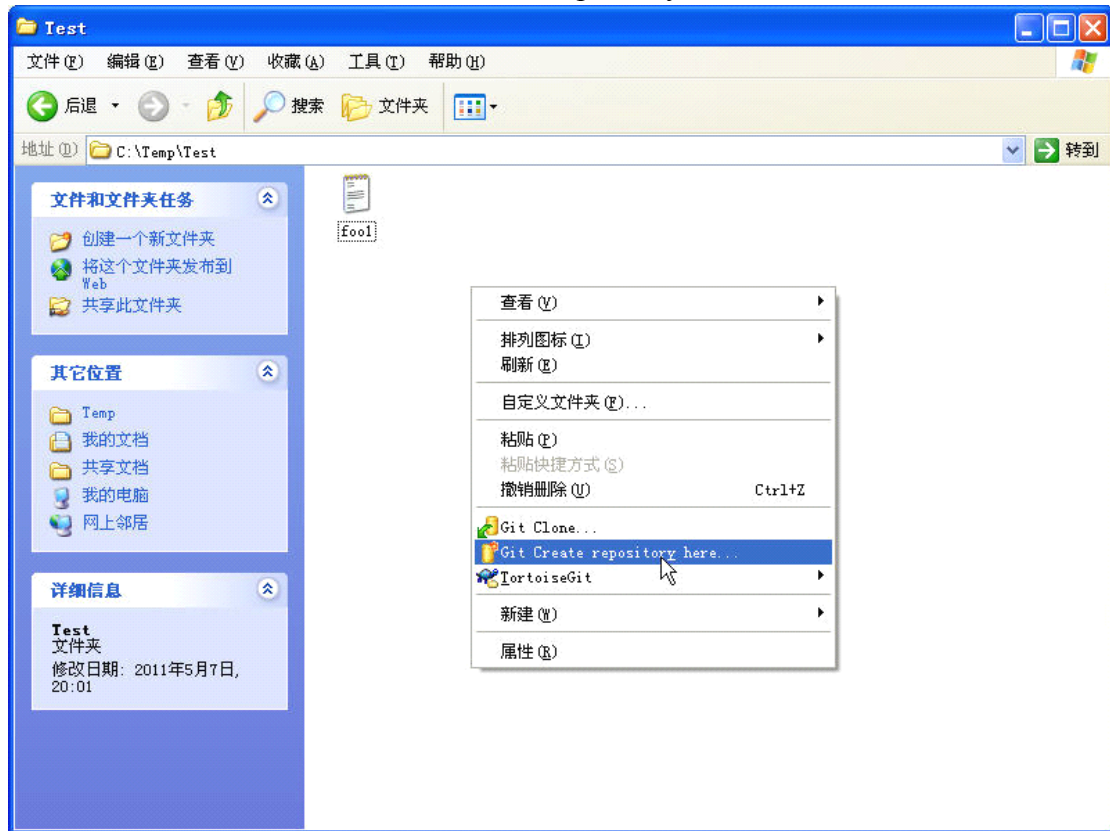 Test
文件(F) 编辑(E) 查看(V) 收藏(A) 工具(T) 帮助(H)
后退 搜索 文件夹
地址(D) C:\Temp\Test 转到
文件和文件夹任务
创建一个新文件夹
将这个文件夹发布到
Web
共享此文件夹
其它位置
Temp
我的文档
共享文档
我的电脑
网上邻居
详细信息
Test
文件夹
修改日期: 2011年5月7日,
20:01
foo1
查看(V)
排列图标(I)
刷新(E)
自定义文件夹(F)...
粘贴(P)
粘贴快捷方式(S)
撤销删除(U) Ctrl+Z
Git Clone...
Git Create repository here...
TortoiseGit
新建(W)
属性(R)